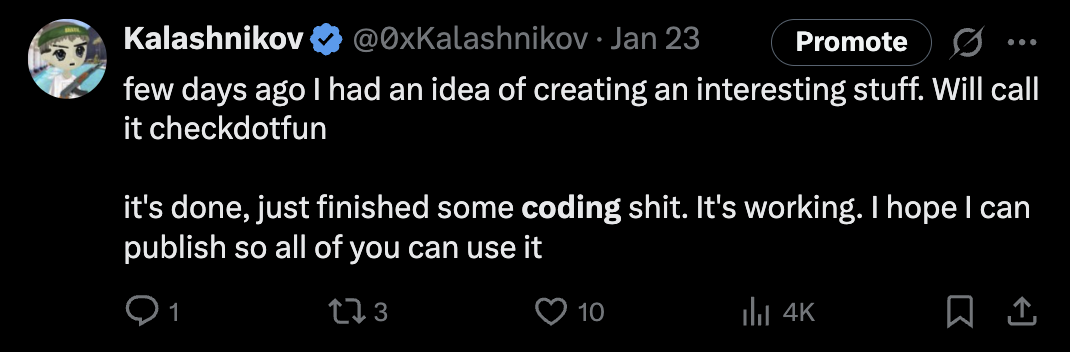 Kalashnikov @0xKalashnikov · Jan 23 Promote
few days ago I had an idea of creating an interesting stuff. Will call
it checkdotfun
it's done, just finished some coding shit. It's working. I hope I can
publish so all of you can use it
1 3 10 4K